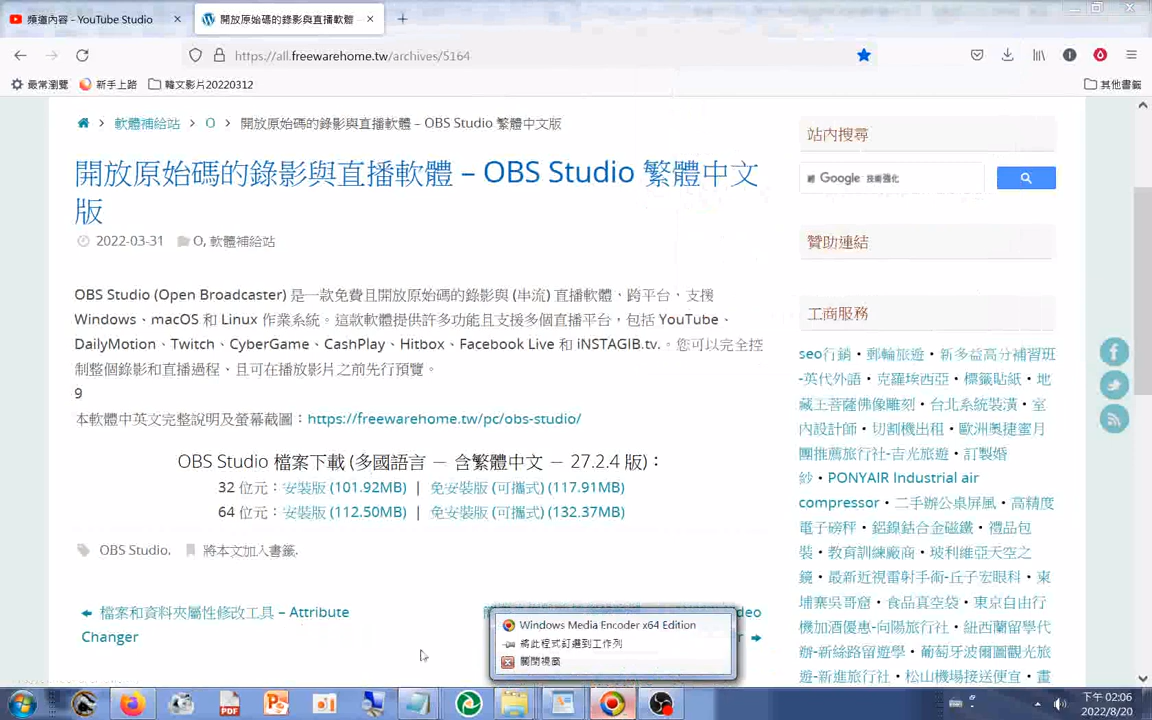 頻道內容 - YouTube Studio
開放原始碼的錄影與直播軟體
https://all.freewarehome.tw/archives/5164
最常瀏覽 新手上路 韓文影片20220312 其他書籤
軟體補給站 O 開放原始碼的錄影與直播軟體 – OBS Studio 繁體中文版
開放原始碼的錄影與直播軟體 – OBS Studio 繁體中文
版
2022-03-31 O, 軟體補給站
OBS Studio (Open Broadcaster) 是一款免費且開放原始碼的錄影與 (串流) 直播軟體、跨平台，支援
Windows、macOS 和 Linux 作業系統。這款軟體提供許多功能且支援多個直播平台，包括 YouTube、
DailyMotion、Twitch、CyberGame、CashPlay、Hitbox、Facebook Live 和 iNSTAGIB.tv.。您可以完全控
制整個錄影和直播過程、且可在播放影片之前先行預覽。
9
本軟體中英文完整說明及螢幕截圖：https://freewarehome.tw/pc/obs-studio/
OBS Studio 檔案下載 (多國語言 － 含繁體中文 － 27.2.4 版)：
32 位元：安裝版 (101.92MB) | 免安裝版 (可攜式) (117.91MB)
64 位元：安裝版 (112.50MB) | 免安裝版 (可攜式) (132.37MB)
OBS Studio. 將本文加入書籤.
檔案和資料夾屬性修改工具 – Attribute
Changer
站內搜尋
Google 技術強化
贊助連結
工商服務
seo行銷・郵輪旅遊・新多益高分補習班
-英代外語・克羅埃西亞・標籤貼紙・地
藏王菩薩佛像雕刻・台北系統裝潢・室
內設計師・切割機出租・歐洲奧捷蜜月
團推薦旅行社-吉光旅遊・訂製婚
紗・PONYAIR Industrial air
compressor・二手辦公桌屏風・高精度
電子磅秤・鋁鎳鈷合金磁鐵・禮品包
裝・教育訓練廠商・玻利維亞天空之
鏡・最新近視雷射手術-丘子宏眼科・柬
埔寨吳哥窟・食品真空袋・東京自由行
機加酒優惠-向陽旅行社・紐西蘭留學代
辦-新絲路留遊學・葡萄牙波爾圖觀光旅
遊-新進旅行社・松山機場接送便宜・畫
Windows Media Encoder x64 Edition
將此程式釘選到工作列
關閉視窗
下午 02:06
2022/8/20